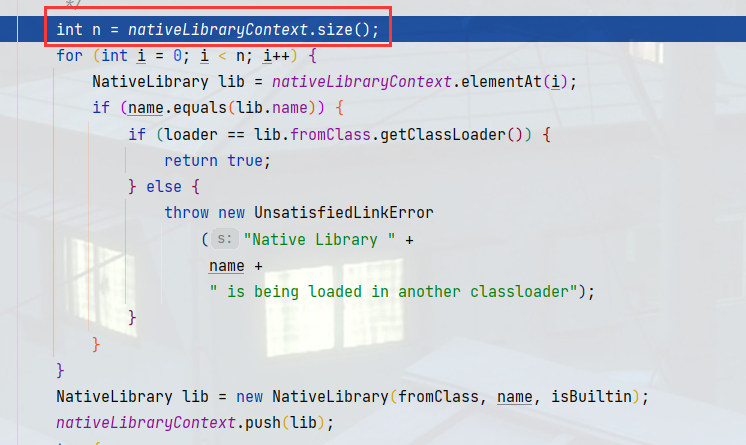 */
int n = nativeLibraryContext.size();
for (int i = 0; i < n; i++) {
NativeLibrary lib = nativeLibraryContext.elementAt(i);
if (name.equals(lib.name)) {
if (loader == lib.fromClass.getClassLoader()) {
return true;
} else {
throw new UnsatisfiedLinkError
( s: "Native Library " +
name +
" is being loaded in another classloader");
}
}
}
NativeLibrary lib = new NativeLibrary(fromClass, name, isBuiltin);
nativeLibraryContext.push(lib);